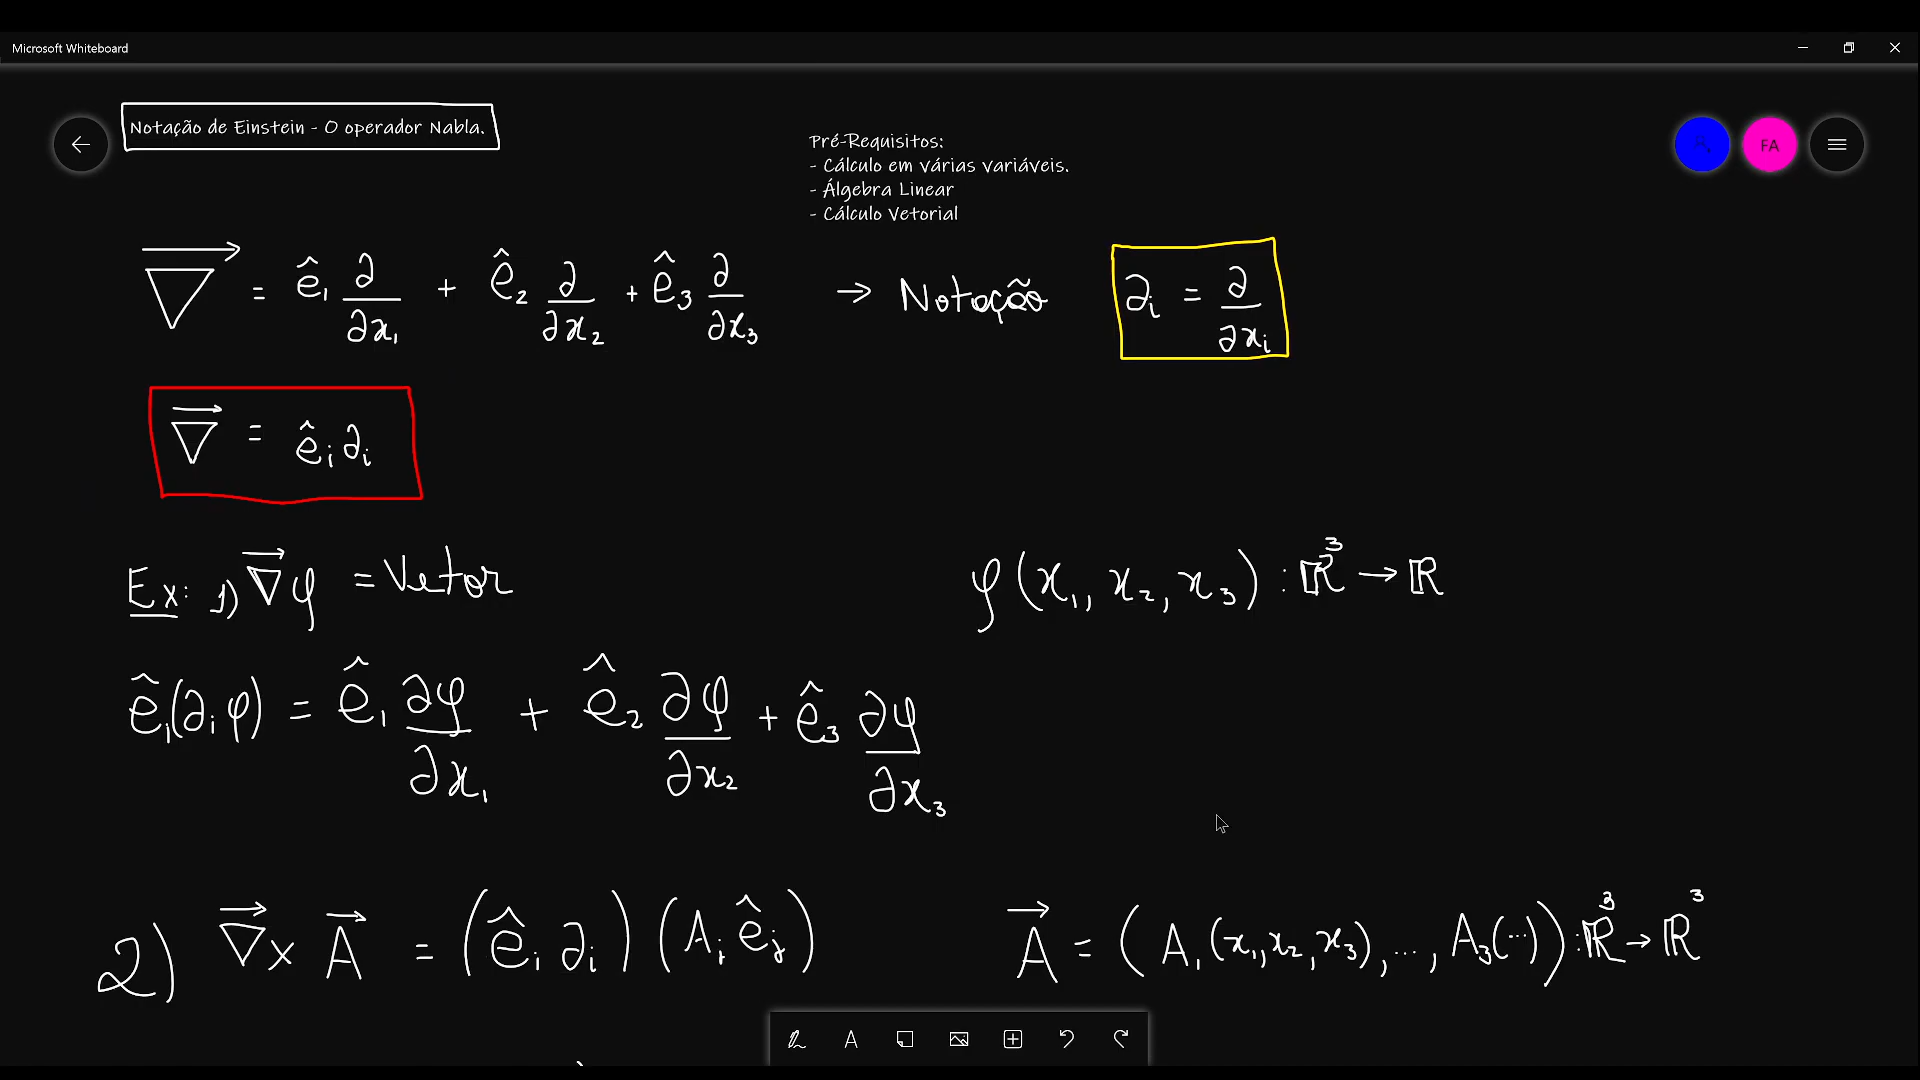 Microsoft Whiteboard
Notação de Einstein - O operador Nabla.
Pré-Requisitos:
- Cálculo em várias variáveis.
- Álgebra Linear
- Cálculo Vetorial
FA
∇⃗ = ê₁ ∂/∂x₁ + ê₂ ∂/∂x₂ + ê₃ ∂/∂x₃ → Notação ∂ᵢ = ∂/∂xᵢ
∇⃗ = êᵢ∂ᵢ
Ex: 1) ∇⃗φ = Vetor φ(x₁, x₂, x₃) : ℝ³ → ℝ
êᵢ(∂ᵢφ) = ê₁ ∂φ/∂x₁ + ê₂ ∂φ/∂x₂ + ê₃ ∂φ/∂x₃
2) ∇⃗ x A⃗ = (êᵢ ∂ᵢ) (Aⱼ êⱼ) A⃗ = (A₁(x₁,x₂,x₃), ..., A₃(...)) : ℝ³ → ℝ³
A